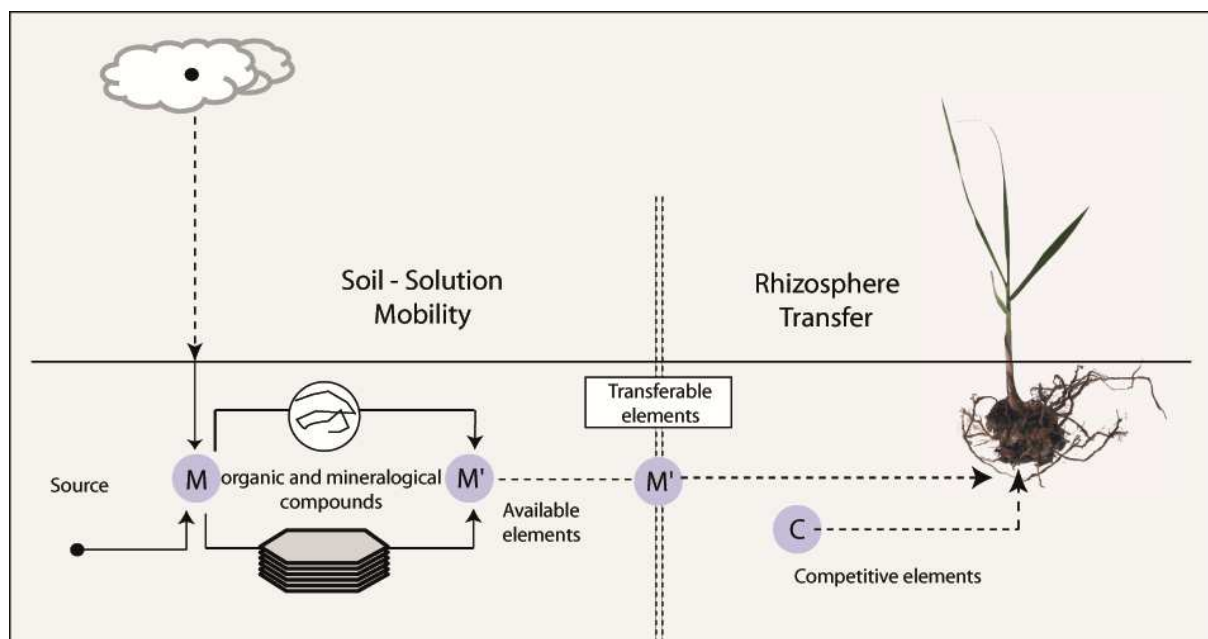 Soil - Solution
Mobility
Rhizosphere
Transfer
Transferable
elements
Source
M
organic and mineralogical
compounds
M'
Available
elements
M'
C
Competitive elements